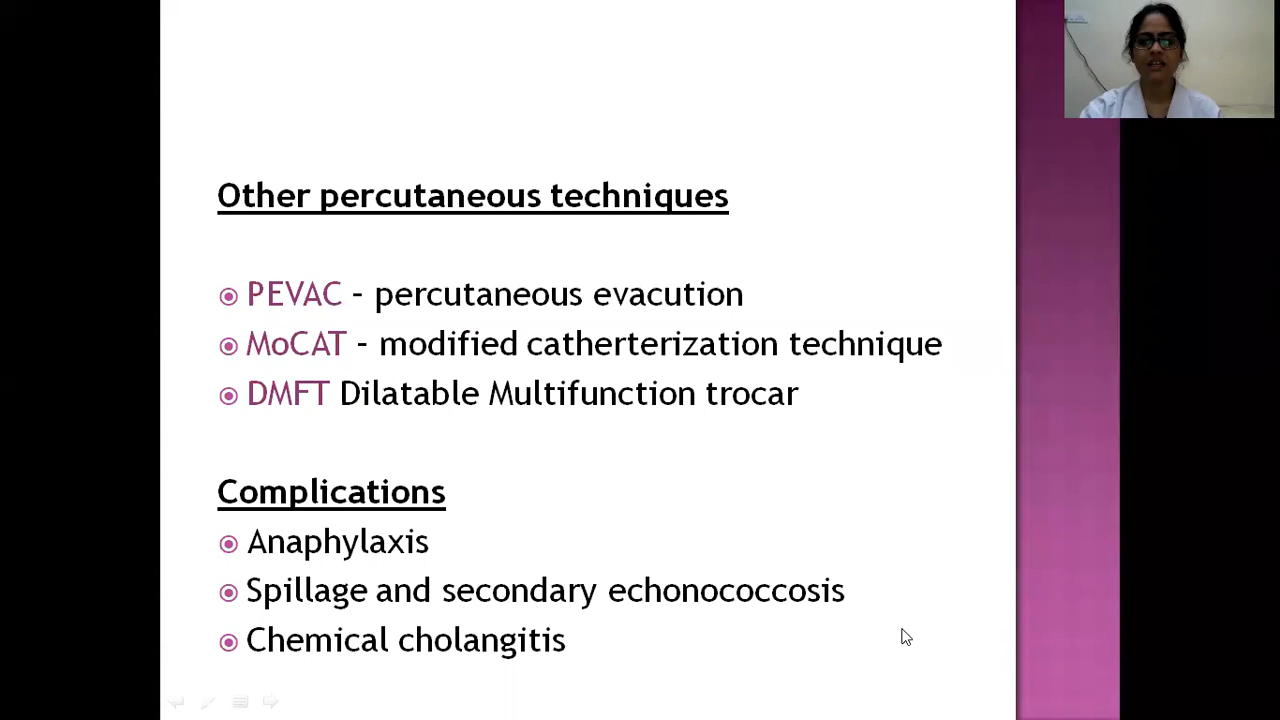 Other percutaneous techniques
PEVAC – percutaneous evacution
MoCAT – modified catherterization technique
DMFT Dilatable Multifunction trocar
Complications
Anaphylaxis
Spillage and secondary echonococcosis
Chemical cholangitis